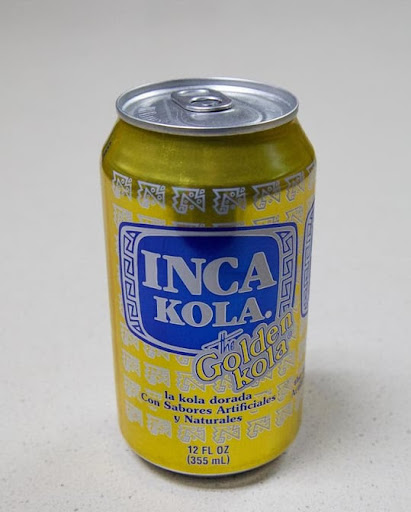 INCA
KOLA.
the
Golden
kola
la kola dorada
Con Sabores Artificiales
y Naturales
12 FL OZ
(355 mL)